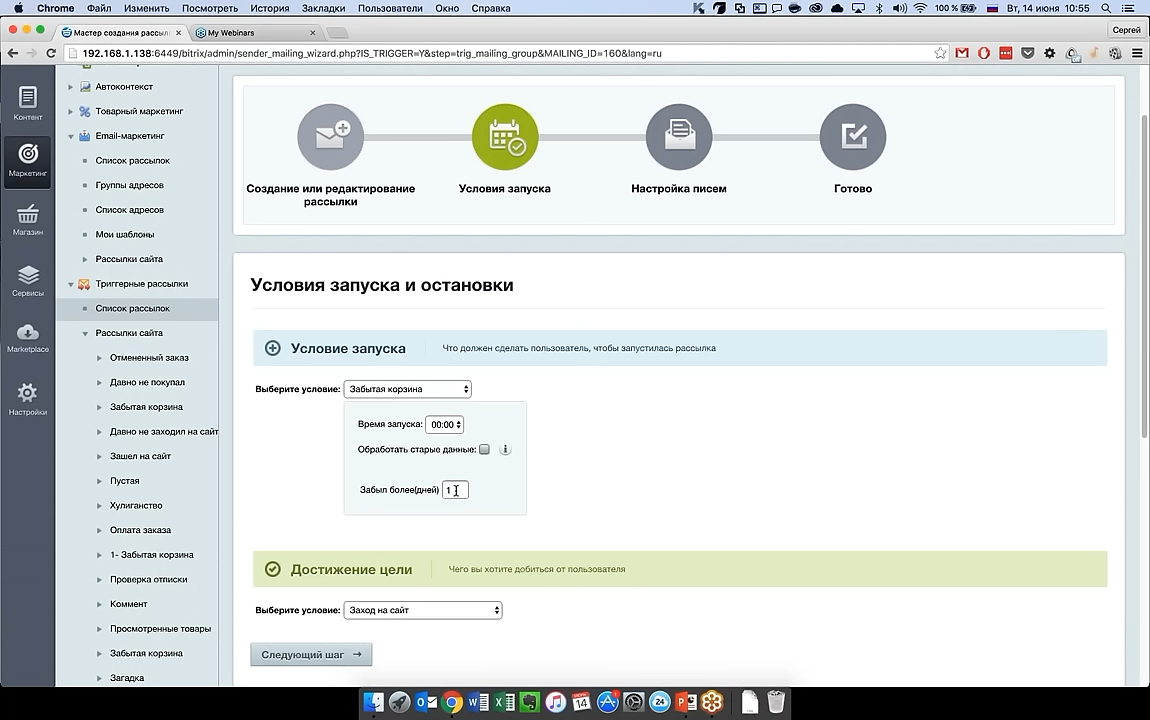 Chrome Файл Изменить Посмотреть История Закладки Пользователи Окно Справка
100 % Вт, 14 июня 10:55
Мастер создания рассыл
My Webinars
Сергей
192.168.1.138:6449/bitrix/admin/sender_mailing_wizard.php?IS_TRIGGER=Y&step=trig_mailing_group&MAILING_ID=160&lang=ru
Контент
Маркетинг
Магазин
Сервисы
Marketplace
Настройки
Автоконтекст
Товарный маркетинг
Email-маркетинг
Список рассылок
Группы адресов
Список адресов
Мои шаблоны
Рассылки сайта
Триггерные рассылки
Список рассылок
Рассылки сайта
Отмененный заказ
Давно не покупал
Забытая корзина
Давно не заходил на сайт
Зашел на сайт
Пустая
Хулиганство
Оплата заказа
1- Забытая корзина
Проверка отписки
Коммент
Просмотренные товары
Забытая корзина
Загадка
Создание или редактирование рассылки
Условия запуска
Настройка писем
Готово
Условия запуска и остановки
Условие запуска Что должен сделать пользователь, чтобы запустилась рассылка
Выберите условие: Забытая корзина
Время запуска: 00:00
Обработать старые данные:
Забыл более(дней) 1
Достижение цели Чего вы хотите добиться от пользователя
Выберите условие: Заход на сайт
Следующий шаг →
14
24